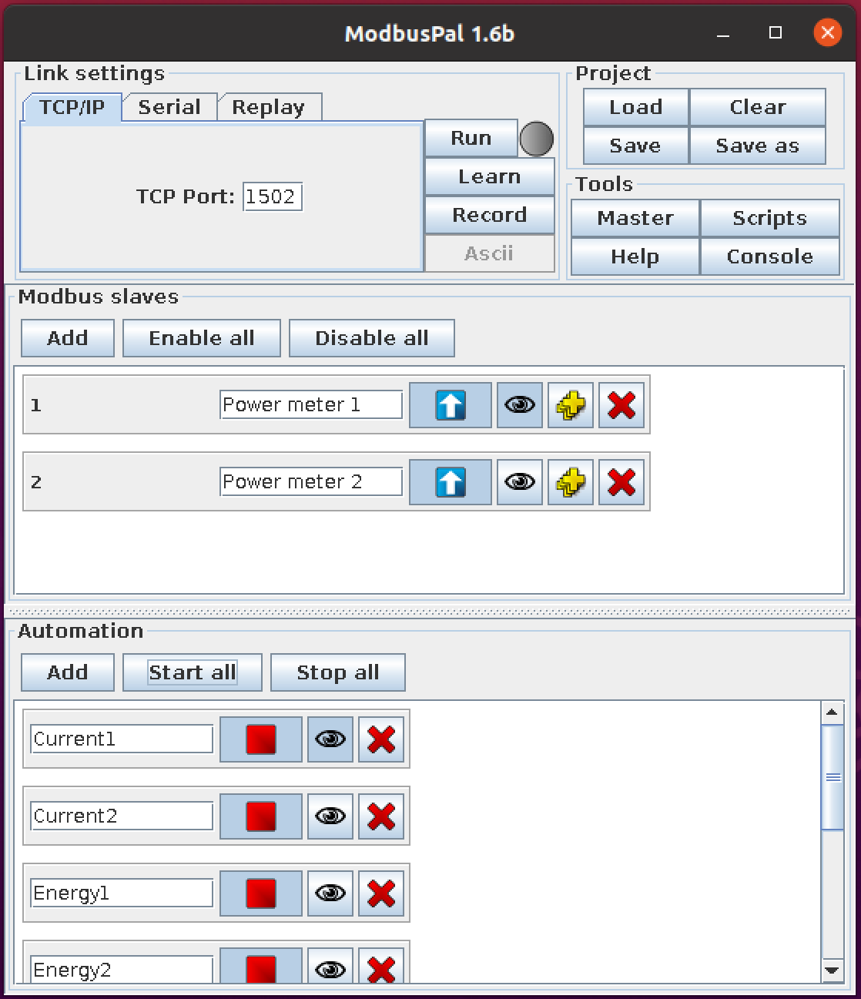 ModbusPal 1.6b
Link settings
TCP/IP Serial Replay
TCP Port: 1502
Run
Learn
Record
Ascii
Project
Load Clear
Save Save as
Tools
Master Scripts
Help Console
Modbus slaves
Add Enable all Disable all
1 Power meter 1
2 Power meter 2
Automation
Add Start all Stop all
Current1
Current2
Energy1
Energy2